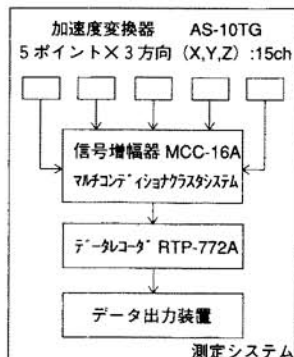 加速度変換器 AS-10TG
5ポイント×3方向（X,Y,Z）:15ch
信号増幅器 MCC-16A
ﾏﾙﾁｺﾝﾃﾞｨｼｮﾅｸﾗｽﾀｼｽﾃﾑ
ﾃﾞｰﾀﾚｺｰﾀﾞ RTP-772A
データ出力装置
測定システム